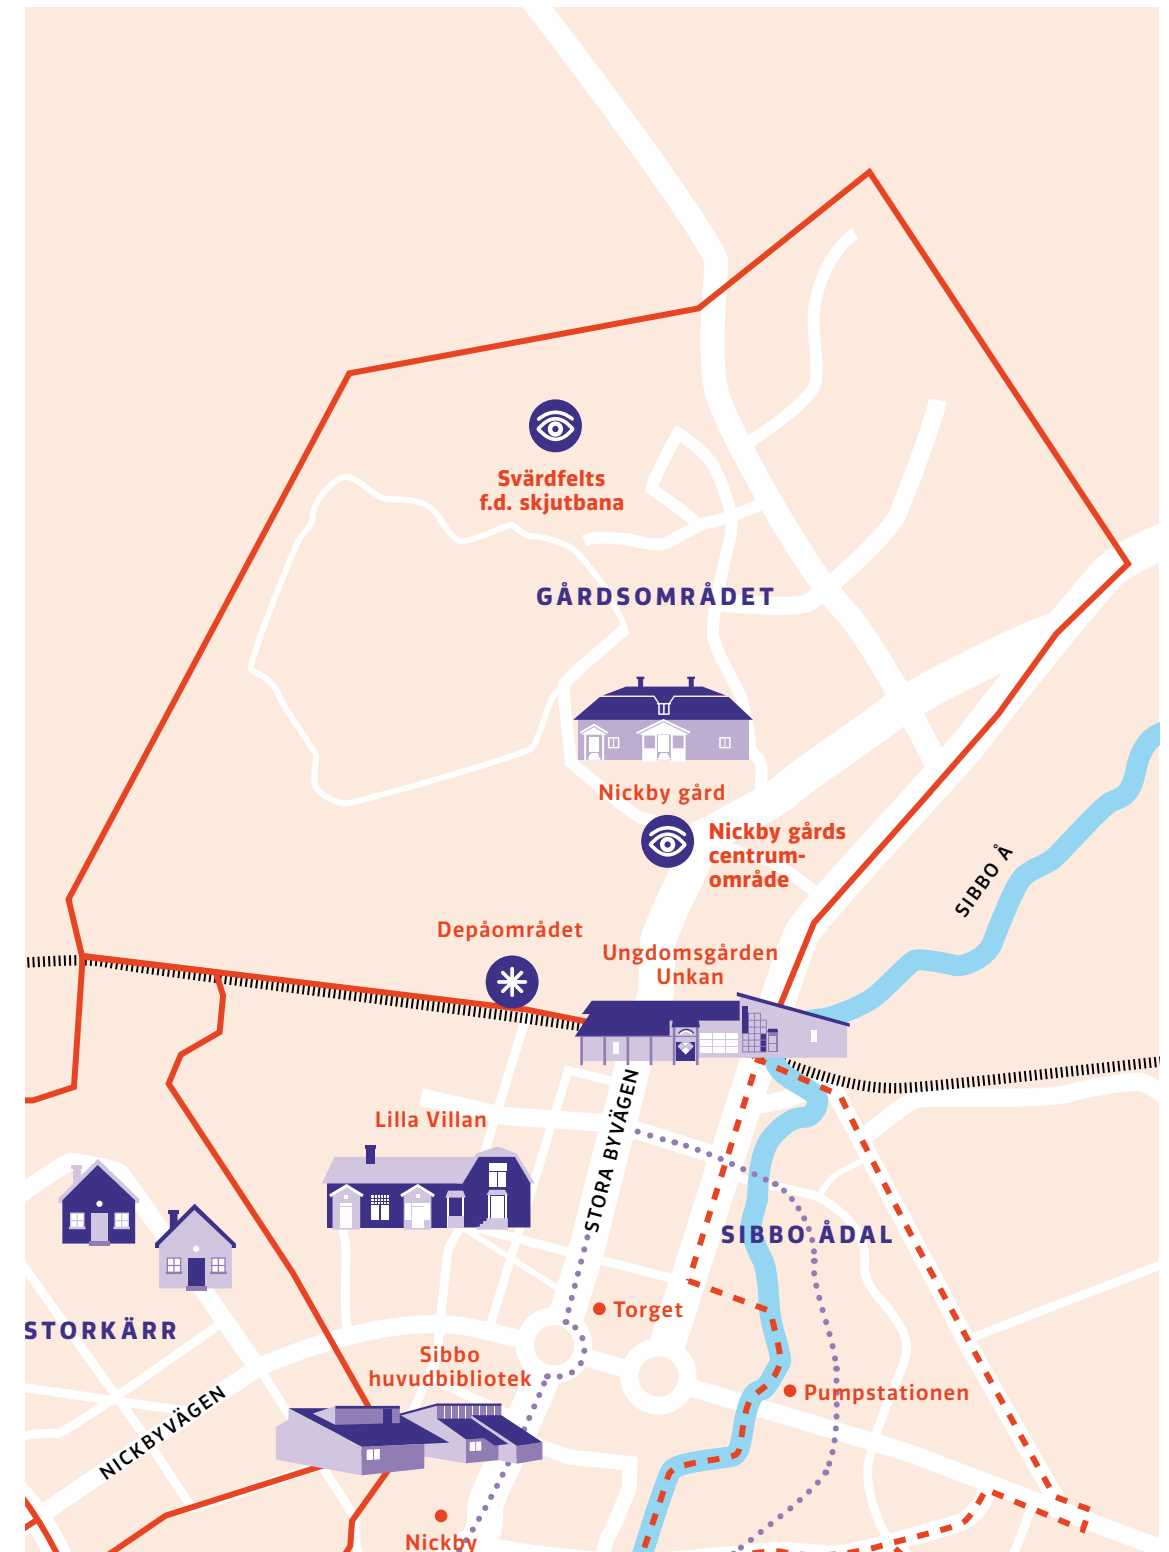 Svärdfelts
f.d. skjutbana
GÅRDSOMRÅDET
Nickby gård
Nickby gårds
centrum-
område
SIBBO Å
Depåområdet
Ungdomsgården
Unkan
STORA BYVÄGEN
Lilla Villan
SIBBO ÅDAL
Torget
STORKÄRR
Sibbo
huvudbibliotek
Pumpstationen
NICKBYVÄGEN
Nickby